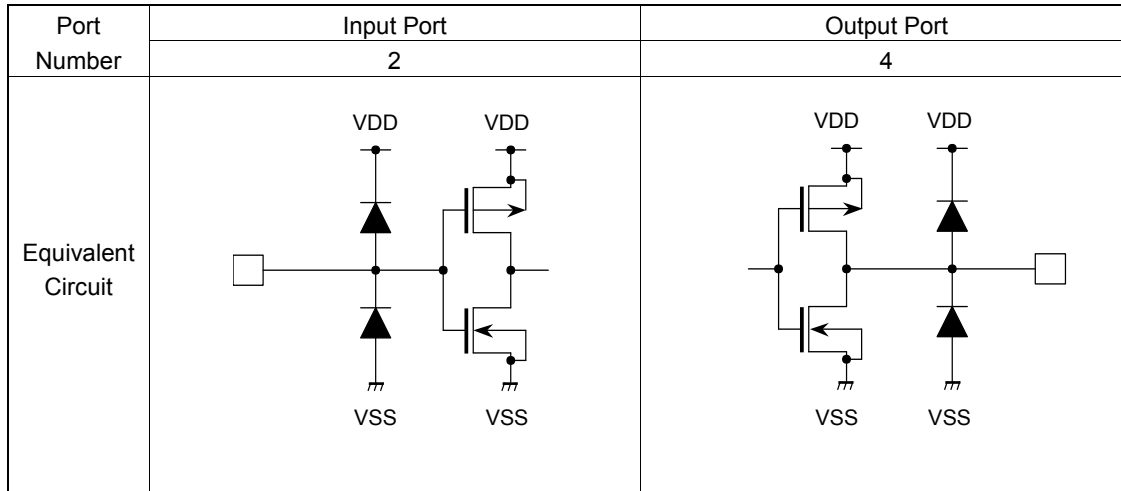 Port Number
Input Port
Output Port
2
4
Equivalent Circuit
VDD VDD
VSS VSS
VDD VDD
VSS VSS